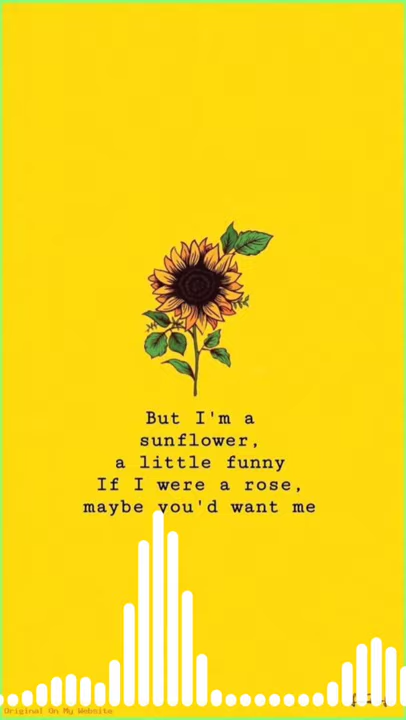 But I'm a
sunflower,
a little funny
If I were a rose,
maybe you'd want me
Original On My Website